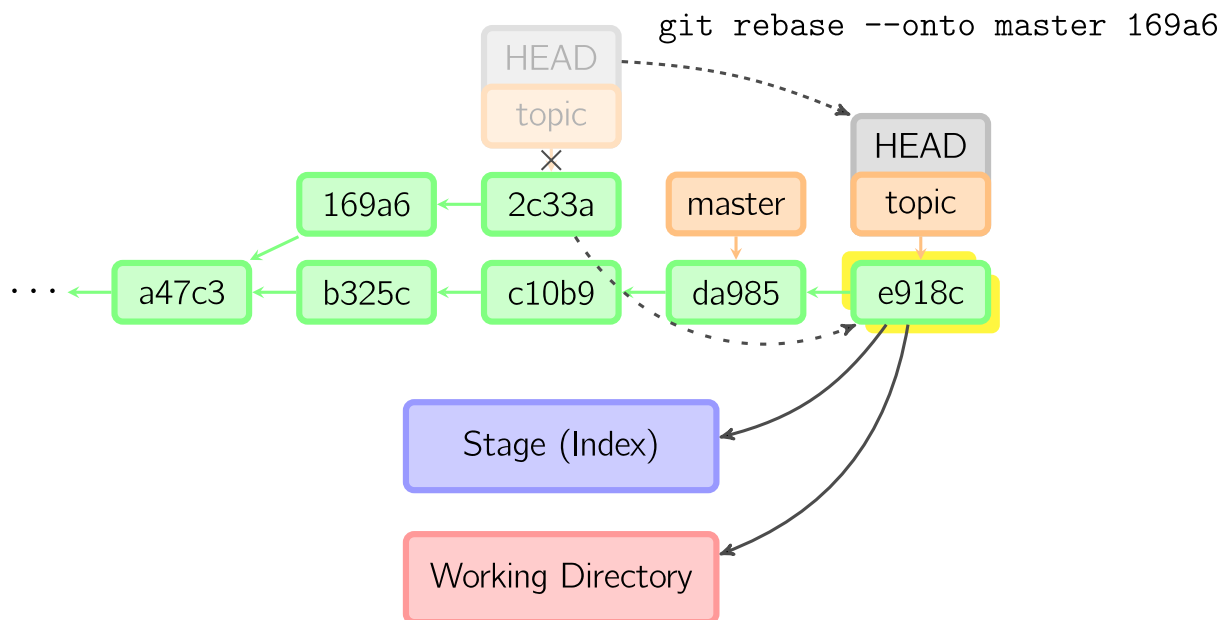 git rebase --onto master 169a6
HEAD
topic
HEAD
169a6
2c33a
master
topic
...
a47c3
b325c
c10b9
da985
e918c
Stage (Index)
Working Directory